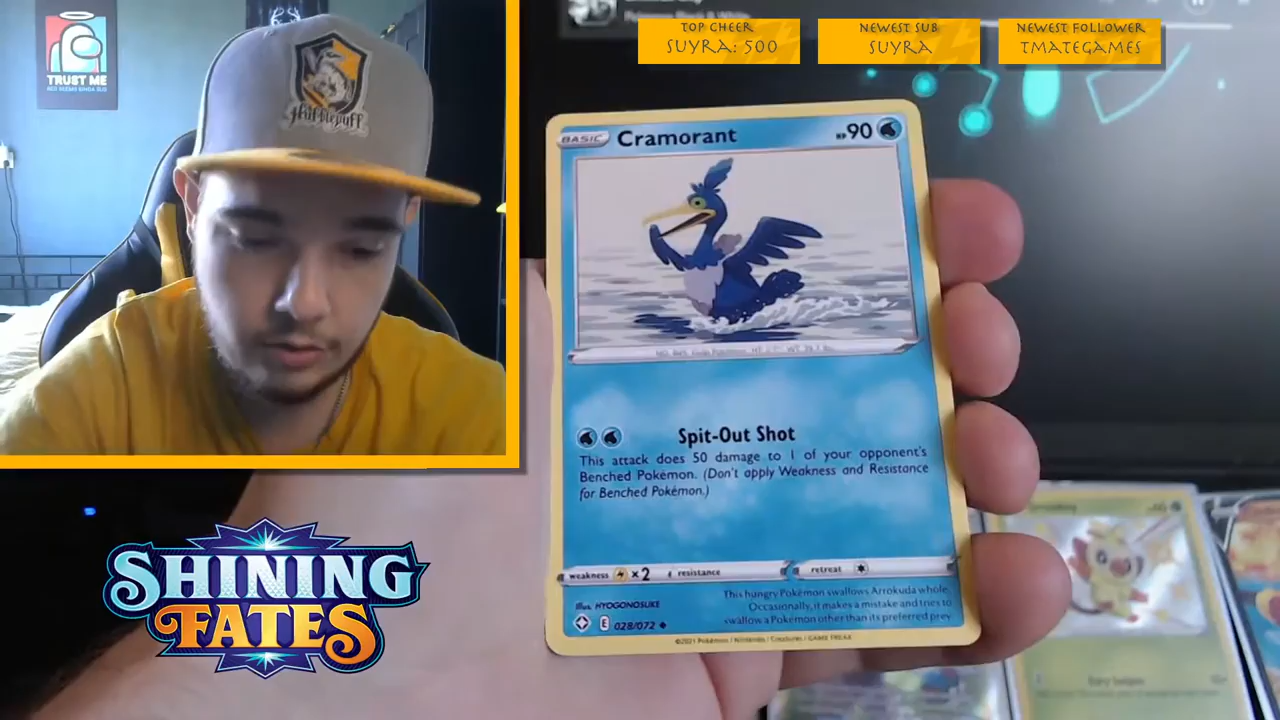 TRUST ME
Hufflepuff
TOP CHEER
SUYRA: 500
NEWEST SUB
SUYRA
NEWEST FOLLOWER
TMATEGAMES
BASIC Cramorant HP 90
Spit-Out Shot
This attack does 50 damage to 1 of your opponent's
Benched Pokémon. (Don't apply Weakness and Resistance
for Benched Pokémon.)
weakness ×2 resistance retreat
Illus. HYOGONOSUKE
E 028/072
This hungry Pokémon swallows Arrokuda whole.
Occasionally, it makes a mistake and tries to
swallow a Pokémon other than its preferred prey.
©2021 Pokémon / Nintendo / Creatures / GAME FREAK
SHINING
FATES